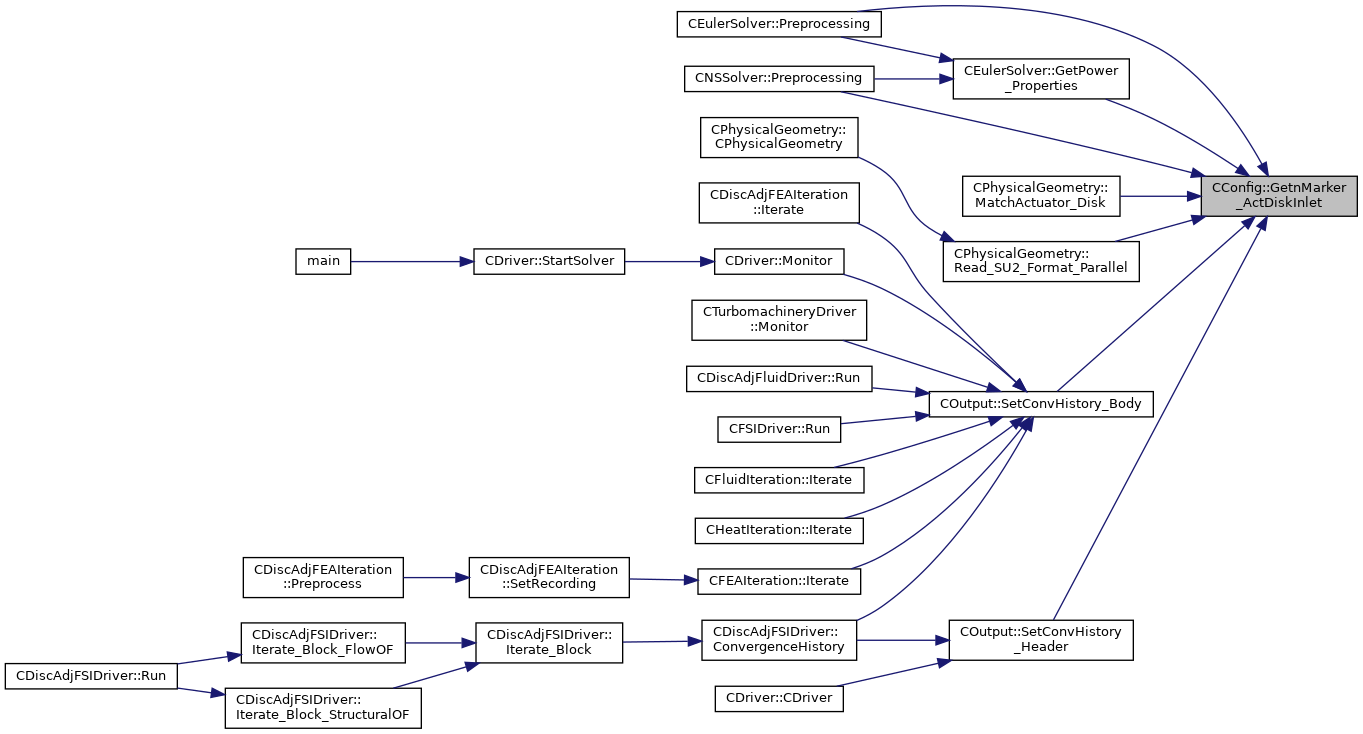 CEulerSolver::Preprocessing
CEulerSolver::GetPower
_Properties
CNSSolver::Preprocessing
CPhysicalGeometry::
CPhysicalGeometry
CConfig::GetnMarker
_ActDiskInlet
CPhysicalGeometry::
MatchActuator_Disk
CDiscAdjFEAIteration
::Iterate
CPhysicalGeometry::
Read_SU2_Format_Parallel
main
CDriver::StartSolver
CDriver::Monitor
CTurbomachineryDriver
::Monitor
CDiscAdjFluidDriver::Run
COutput::SetConvHistory_Body
CFSIDriver::Run
CFluidIteration::Iterate
CHeatIteration::Iterate
CDiscAdjFEAIteration
::Preprocess
CDiscAdjFEAIteration
::SetRecording
CFEAIteration::Iterate
CDiscAdjFSIDriver::
Iterate_Block_FlowOF
CDiscAdjFSIDriver::
Iterate_Block
CDiscAdjFSIDriver::
ConvergenceHistory
COutput::SetConvHistory
_Header
CDiscAdjFSIDriver::Run
CDiscAdjFSIDriver::
Iterate_Block_StructuralOF
CDriver::CDriver